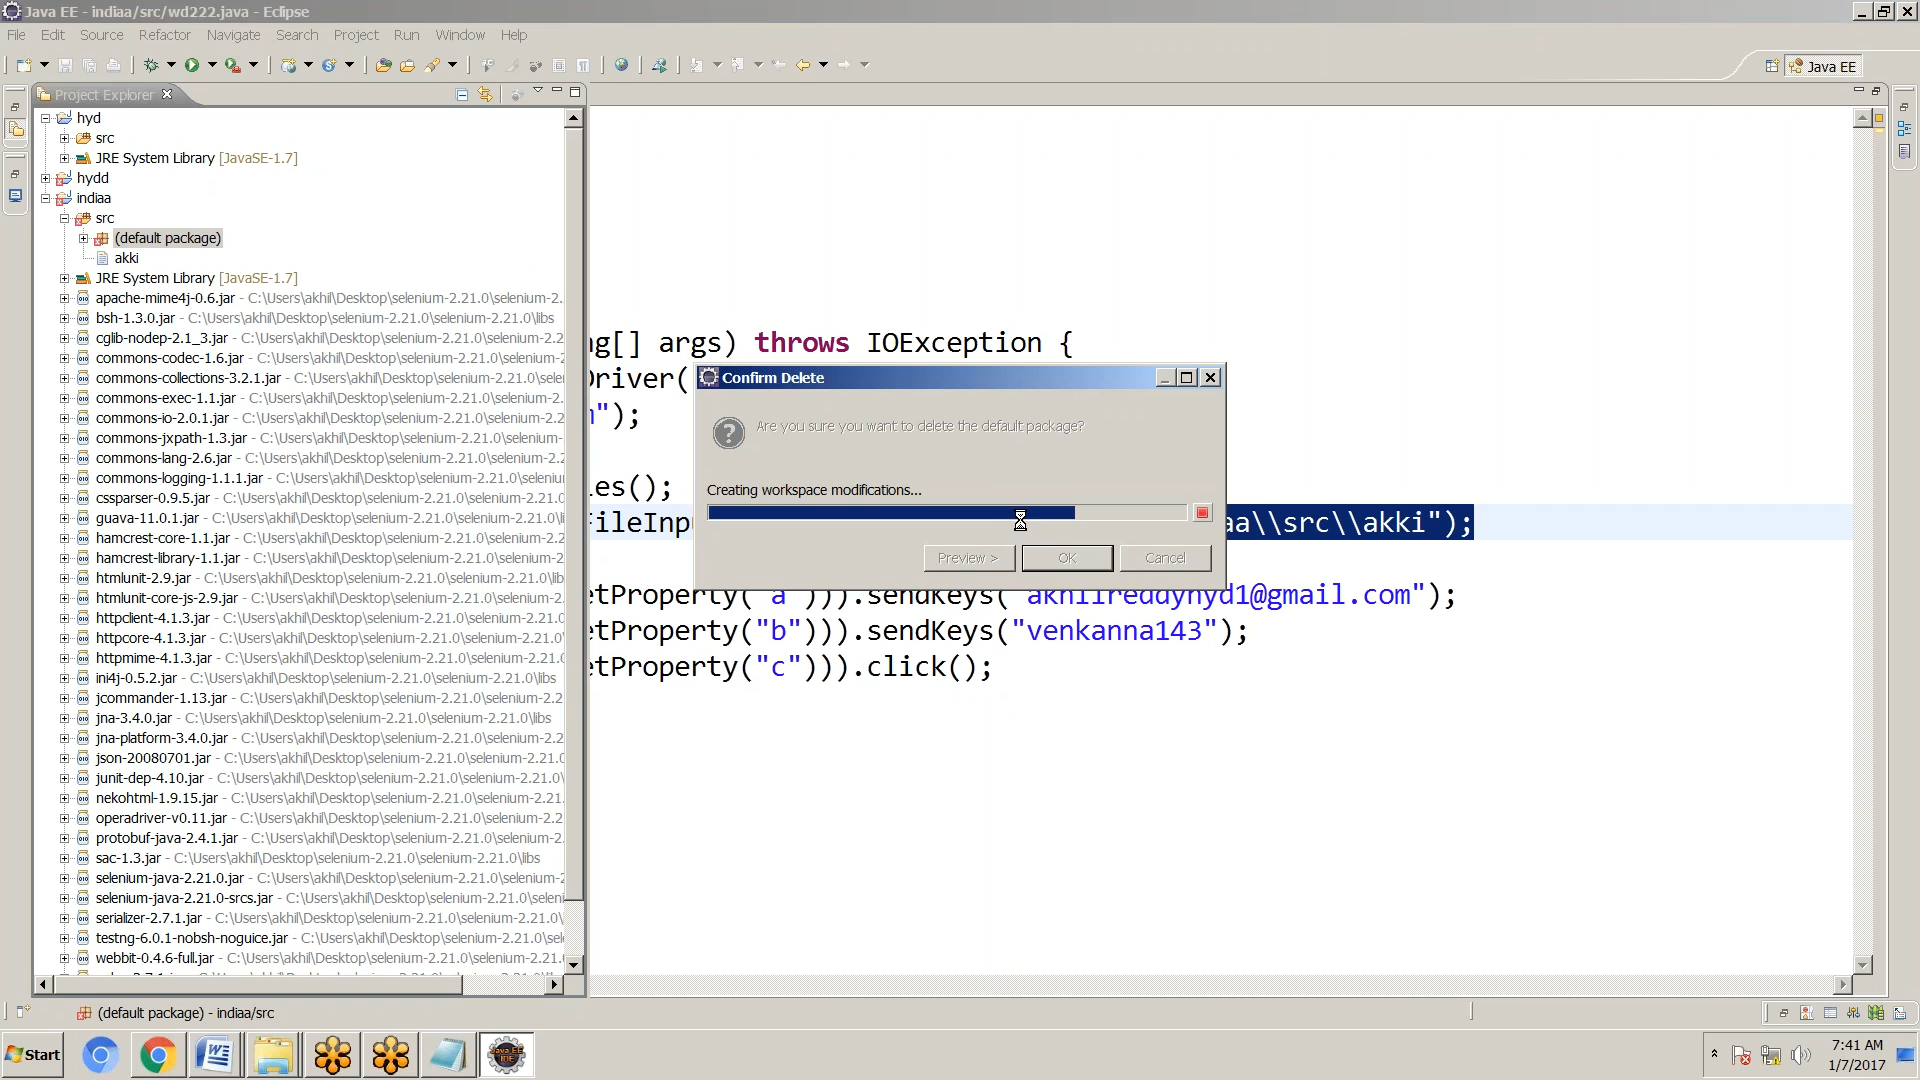 Java EE - indiaa/src/wd222.java - Eclipse
File Edit Source Refactor Navigate Search Project Run Window Help
Java EE
Project Explorer
hyd
src
JRE System Library [JavaSE-1.7]
hydd
indiaa
src
(default package)
akki
JRE System Library [JavaSE-1.7]
apache-mime4j-0.6.jar - C:\Users\akhil\Desktop\selenium-2.21.0\selenium-2.
bsh-1.3.0.jar - C:\Users\akhil\Desktop\selenium-2.21.0\selenium-2.21.0\libs
cglib-nodep-2.1_3.jar - C:\Users\akhil\Desktop\selenium-2.21.0\selenium-2.2
commons-codec-1.6.jar - C:\Users\akhil\Desktop\selenium-2.21.0\selenium-2.
commons-collections-3.2.1.jar - C:\Users\akhil\Desktop\selenium-2.21.0\sele
commons-exec-1.1.jar - C:\Users\akhil\Desktop\selenium-2.21.0\selenium-2.2
commons-io-2.0.1.jar - C:\Users\akhil\Desktop\selenium-2.21.0\selenium-2.2
commons-jxpath-1.3.jar - C:\Users\akhil\Desktop\selenium-2.21.0\selenium-
commons-lang-2.6.jar - C:\Users\akhil\Desktop\selenium-2.21.0\selenium-2.2
commons-logging-1.1.1.jar - C:\Users\akhil\Desktop\selenium-2.21.0\seleniu
cssparser-0.9.5.jar - C:\Users\akhil\Desktop\selenium-2.21.0\selenium-2.21.
guava-11.0.1.jar - C:\Users\akhil\Desktop\selenium-2.21.0\selenium-2.21.0\
hamcrest-core-1.1.jar - C:\Users\akhil\Desktop\selenium-2.21.0\selenium-2.2
hamcrest-library-1.1.jar - C:\Users\akhil\Desktop\selenium-2.21.0\selenium-2
htmlunit-2.9.jar - C:\Users\akhil\Desktop\selenium-2.21.0\selenium-2.21.0\lib
htmlunit-core-js-2.9.jar - C:\Users\akhil\Desktop\selenium-2.21.0\selenium-2
httpclient-4.1.3.jar - C:\Users\akhil\Desktop\selenium-2.21.0\selenium-2.21.
httpcore-4.1.3.jar - C:\Users\akhil\Desktop\selenium-2.21.0\selenium-2.21.0
httpmime-4.1.3.jar - C:\Users\akhil\Desktop\selenium-2.21.0\selenium-2.21.
ini4j-0.5.2.jar - C:\Users\akhil\Desktop\selenium-2.21.0\selenium-2.21.0\libs
jcommander-1.13.jar - C:\Users\akhil\Desktop\selenium-2.21.0\selenium-2.2
jna-3.4.0.jar - C:\Users\akhil\Desktop\selenium-2.21.0\selenium-2.21.0\libs
jna-platform-3.4.0.jar - C:\Users\akhil\Desktop\selenium-2.21.0\selenium-2.2
json-20080701.jar - C:\Users\akhil\Desktop\selenium-2.21.0\selenium-2.21.0
junit-dep-4.10.jar - C:\Users\akhil\Desktop\selenium-2.21.0\selenium-2.21.0\
nekohtml-1.9.15.jar - C:\Users\akhil\Desktop\selenium-2.21.0\selenium-2.21.
operadriver-v0.11.jar - C:\Users\akhil\Desktop\selenium-2.21.0\selenium-2.2
protobuf-java-2.4.1.jar - C:\Users\akhil\Desktop\selenium-2.21.0\selenium-2.
sac-1.3.jar - C:\Users\akhil\Desktop\selenium-2.21.0\selenium-2.21.0\libs
selenium-java-2.21.0.jar - C:\Users\akhil\Desktop\selenium-2.21.0\selenium-2
selenium-java-2.21.0-srcs.jar - C:\Users\akhil\Desktop\selenium-2.21.0\seleni
serializer-2.7.1.jar - C:\Users\akhil\Desktop\selenium-2.21.0\selenium-2.21.0\
testng-6.0.1-nobsh-noguice.jar - C:\Users\akhil\Desktop\selenium-2.21.0\sel
webbit-0.4.6-full.jar - C:\Users\akhil\Desktop\selenium-2.21.0\selenium-2.21.
ng[] args) throws IOException {
Driver(
");
les();
FileInp
aa\\src\\akki");
etProperty("a"))).sendKeys("akhilreddyhyd1@gmail.com");
etProperty("b"))).sendKeys("venkanna143");
etProperty("c"))).click();
Confirm Delete
Are you sure you want to delete the default package?
Creating workspace modifications...
Preview > OK Cancel
(default package) - indiaa/src
Start
7:41 AM
1/7/2017